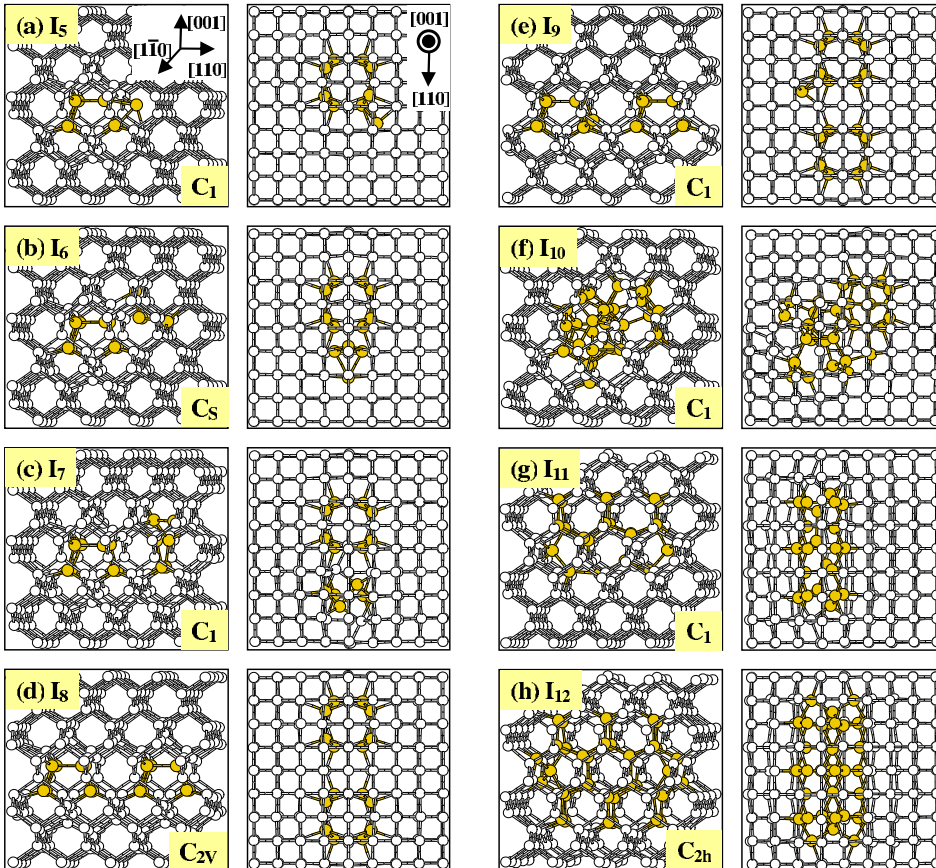 (a) I₅
[001]
[11̄0]
[110]
C₁
[001]
[110]
(b) I₆
Cₛ
(c) I₇
C₁
(d) I₈
C₂ᵥ
(e) I₉
C₁
(f) I₁₀
C₁
(g) I₁₁
C₁
(h) I₁₂
C₂ₕ